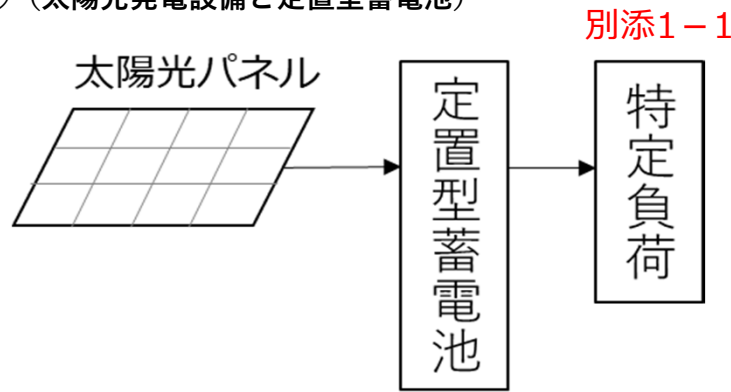 （太陽光発電設備と定置型蓄電池）
別添1－1
太陽光パネル
定置型蓄電池
特定負荷